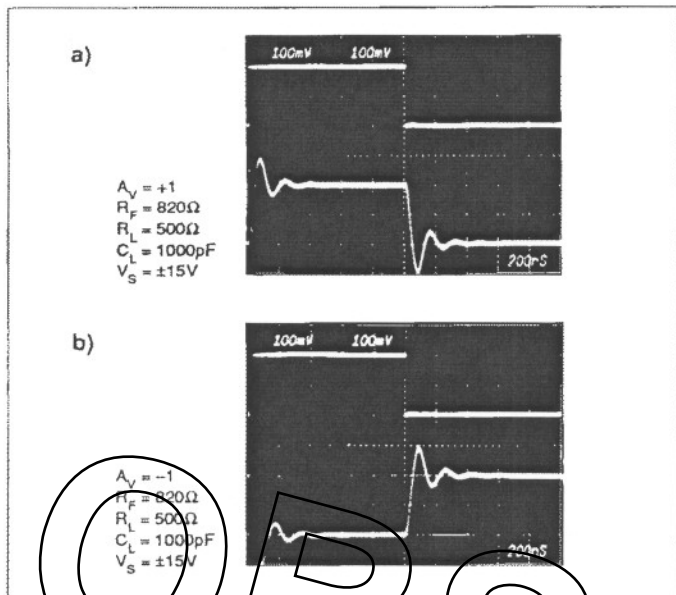 a)
100mV 100mV
A_V = +1
R_F = 820Ω
R_L = 500Ω
C_L = 1000pF
V_S = ±15V
200nS
b)
100mV 100mV
A_V = −1
R_F = 820Ω
R_L = 500Ω
C_L = 1000pF
V_S = ±15V
200nS